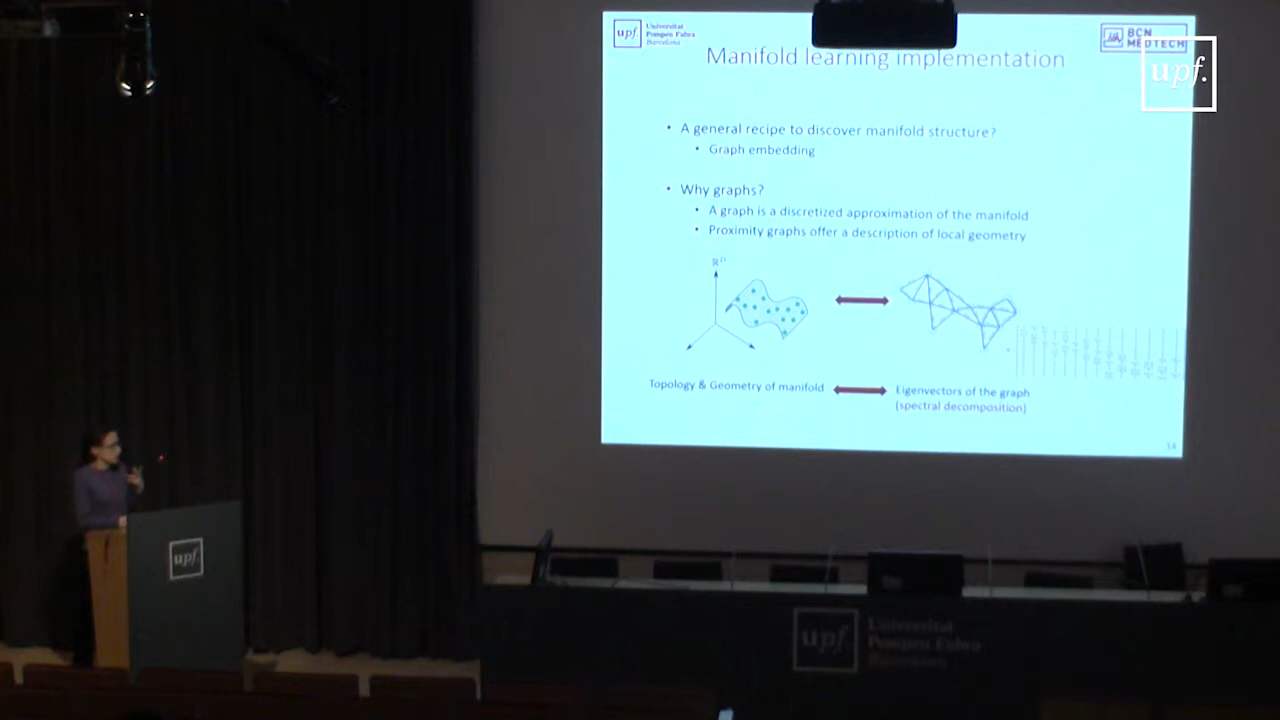 upf.
Universitat
Pompeu Fabra
Barcelona
BCN
MEDTECH
upf.
Manifold learning implementation
• A general recipe to discover manifold structure?
• Graph embedding
• Why graphs?
• A graph is a discretized approximation of the manifold
• Proximity graphs offer a description of local geometry
Topology & Geometry of manifold
Eigenvectors of the graph
(spectral decomposition)
14
upf.
upf.
Universitat
Pompeu Fabra
Barcelona